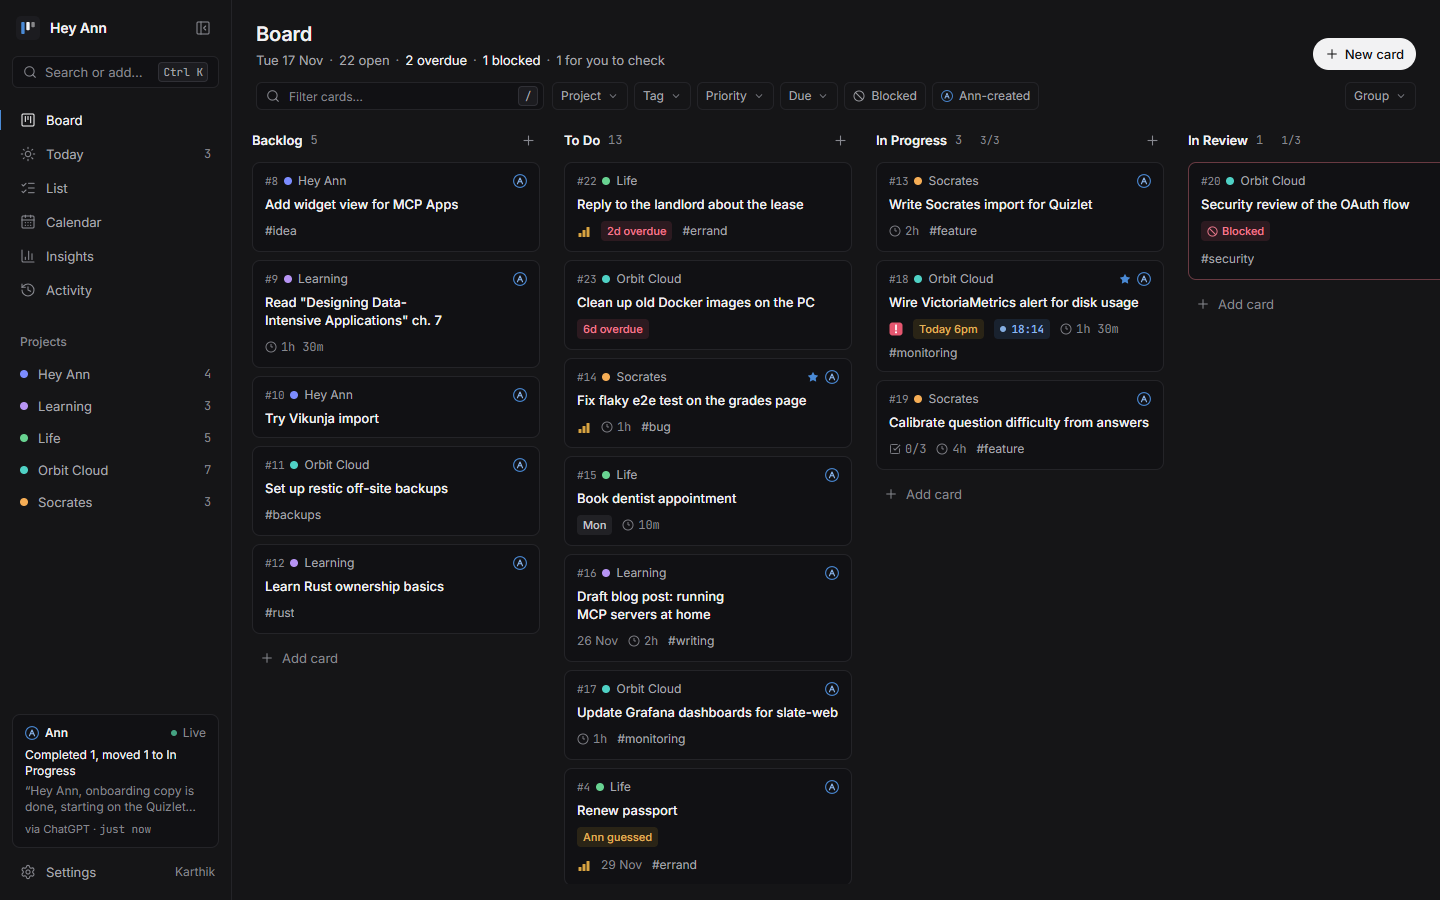 Hey Ann
Search or add... Ctrl K
Board
Today 3
List
Calendar
Insights
Activity
Projects
Hey Ann 4
Learning 3
Life 5
Orbit Cloud 7
Socrates 3
Ann Live
Completed 1, moved 1 to In
Progress
“Hey Ann, onboarding copy is
done, starting on the Quizlet...
via ChatGPT · just now
Settings Karthik
Board
Tue 17 Nov · 22 open · 2 overdue · 1 blocked · 1 for you to check
+ New card
Filter cards... /
Project Tag Priority Due Blocked Ann-created Group
Backlog 5
#8 Hey Ann
Add widget view for MCP Apps
#idea
#9 Learning
Read "Designing Data-
Intensive Applications" ch. 7
1h 30m
#10 Hey Ann
Try Vikunja import
#11 Orbit Cloud
Set up restic off-site backups
#backups
#12 Learning
Learn Rust ownership basics
#rust
+ Add card
To Do 13
#22 Life
Reply to the landlord about the lease
2d overdue #errand
#23 Orbit Cloud
Clean up old Docker images on the PC
6d overdue
#14 Socrates
Fix flaky e2e test on the grades page
1h #bug
#15 Life
Book dentist appointment
Mon 10m
#16 Learning
Draft blog post: running
MCP servers at home
26 Nov 2h #writing
#17 Orbit Cloud
Update Grafana dashboards for slate-web
1h #monitoring
#4 Life
Renew passport
Ann guessed
29 Nov #errand
In Progress 3 3/3
#13 Socrates
Write Socrates import for Quizlet
2h #feature
#18 Orbit Cloud
Wire VictoriaMetrics alert for disk usage
Today 6pm 18:14 1h 30m
#monitoring
#19 Socrates
Calibrate question difficulty from answers
0/3 4h #feature
+ Add card
In Review 1 1/3
#20 Orbit Cloud
Security review of the OAuth flow
Blocked
#security
+ Add card